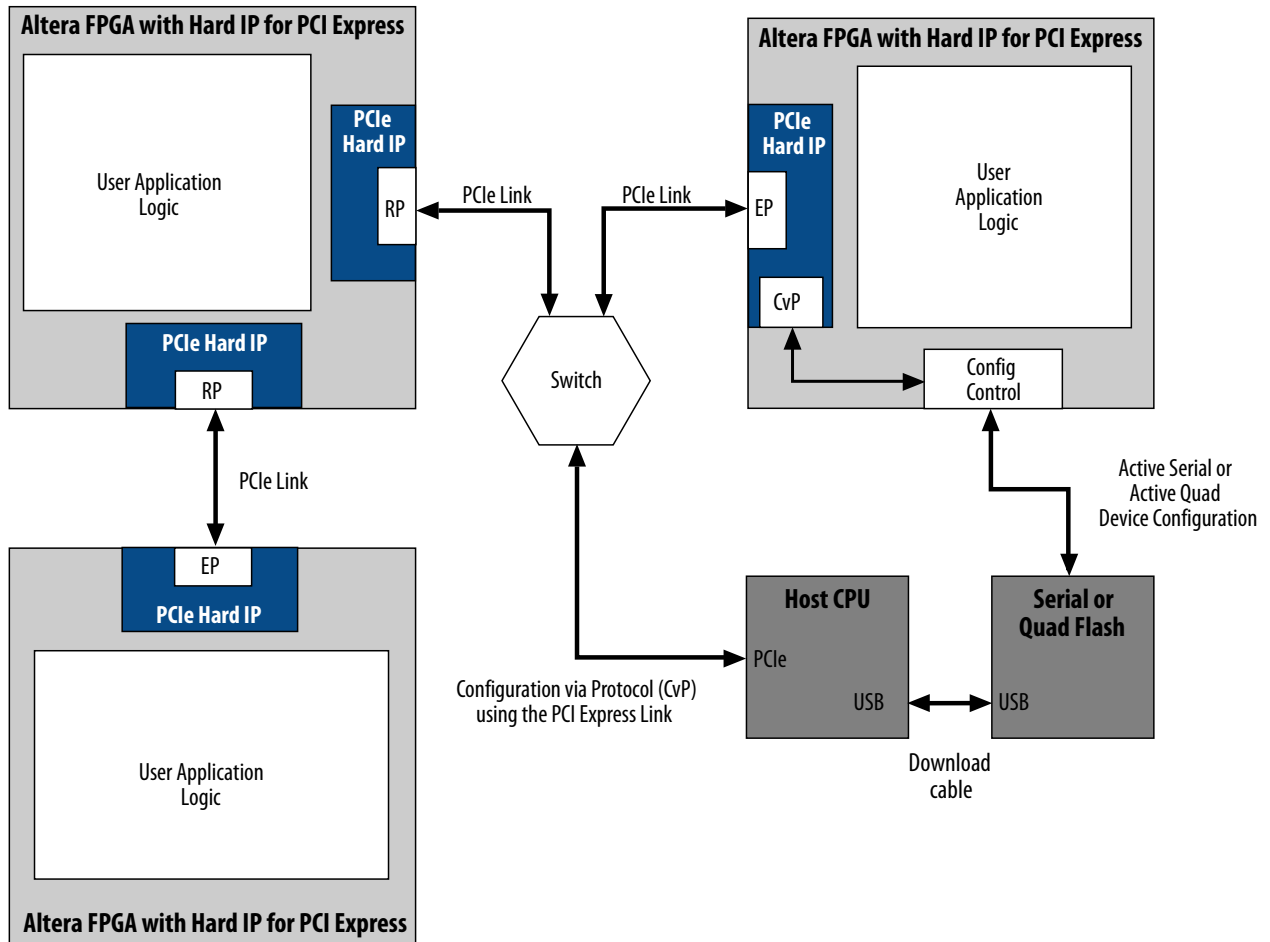 Altera FPGA with Hard IP for PCI Express
User Application
Logic
PCIe
Hard IP
RP
PCIe Hard IP
RP
PCIe Link
PCIe Link
EP
PCIe Hard IP
User Application
Logic
Altera FPGA with Hard IP for PCI Express
PCIe Link
Switch
Altera FPGA with Hard IP for PCI Express
PCIe
Hard IP
EP
CvP
User
Application
Logic
Config
Control
Active Serial or
Active Quad
Device Configuration
Host CPU
PCIe
USB
Serial or
Quad Flash
USB
Configuration via Protocol (CvP)
using the PCI Express Link
Download
cable